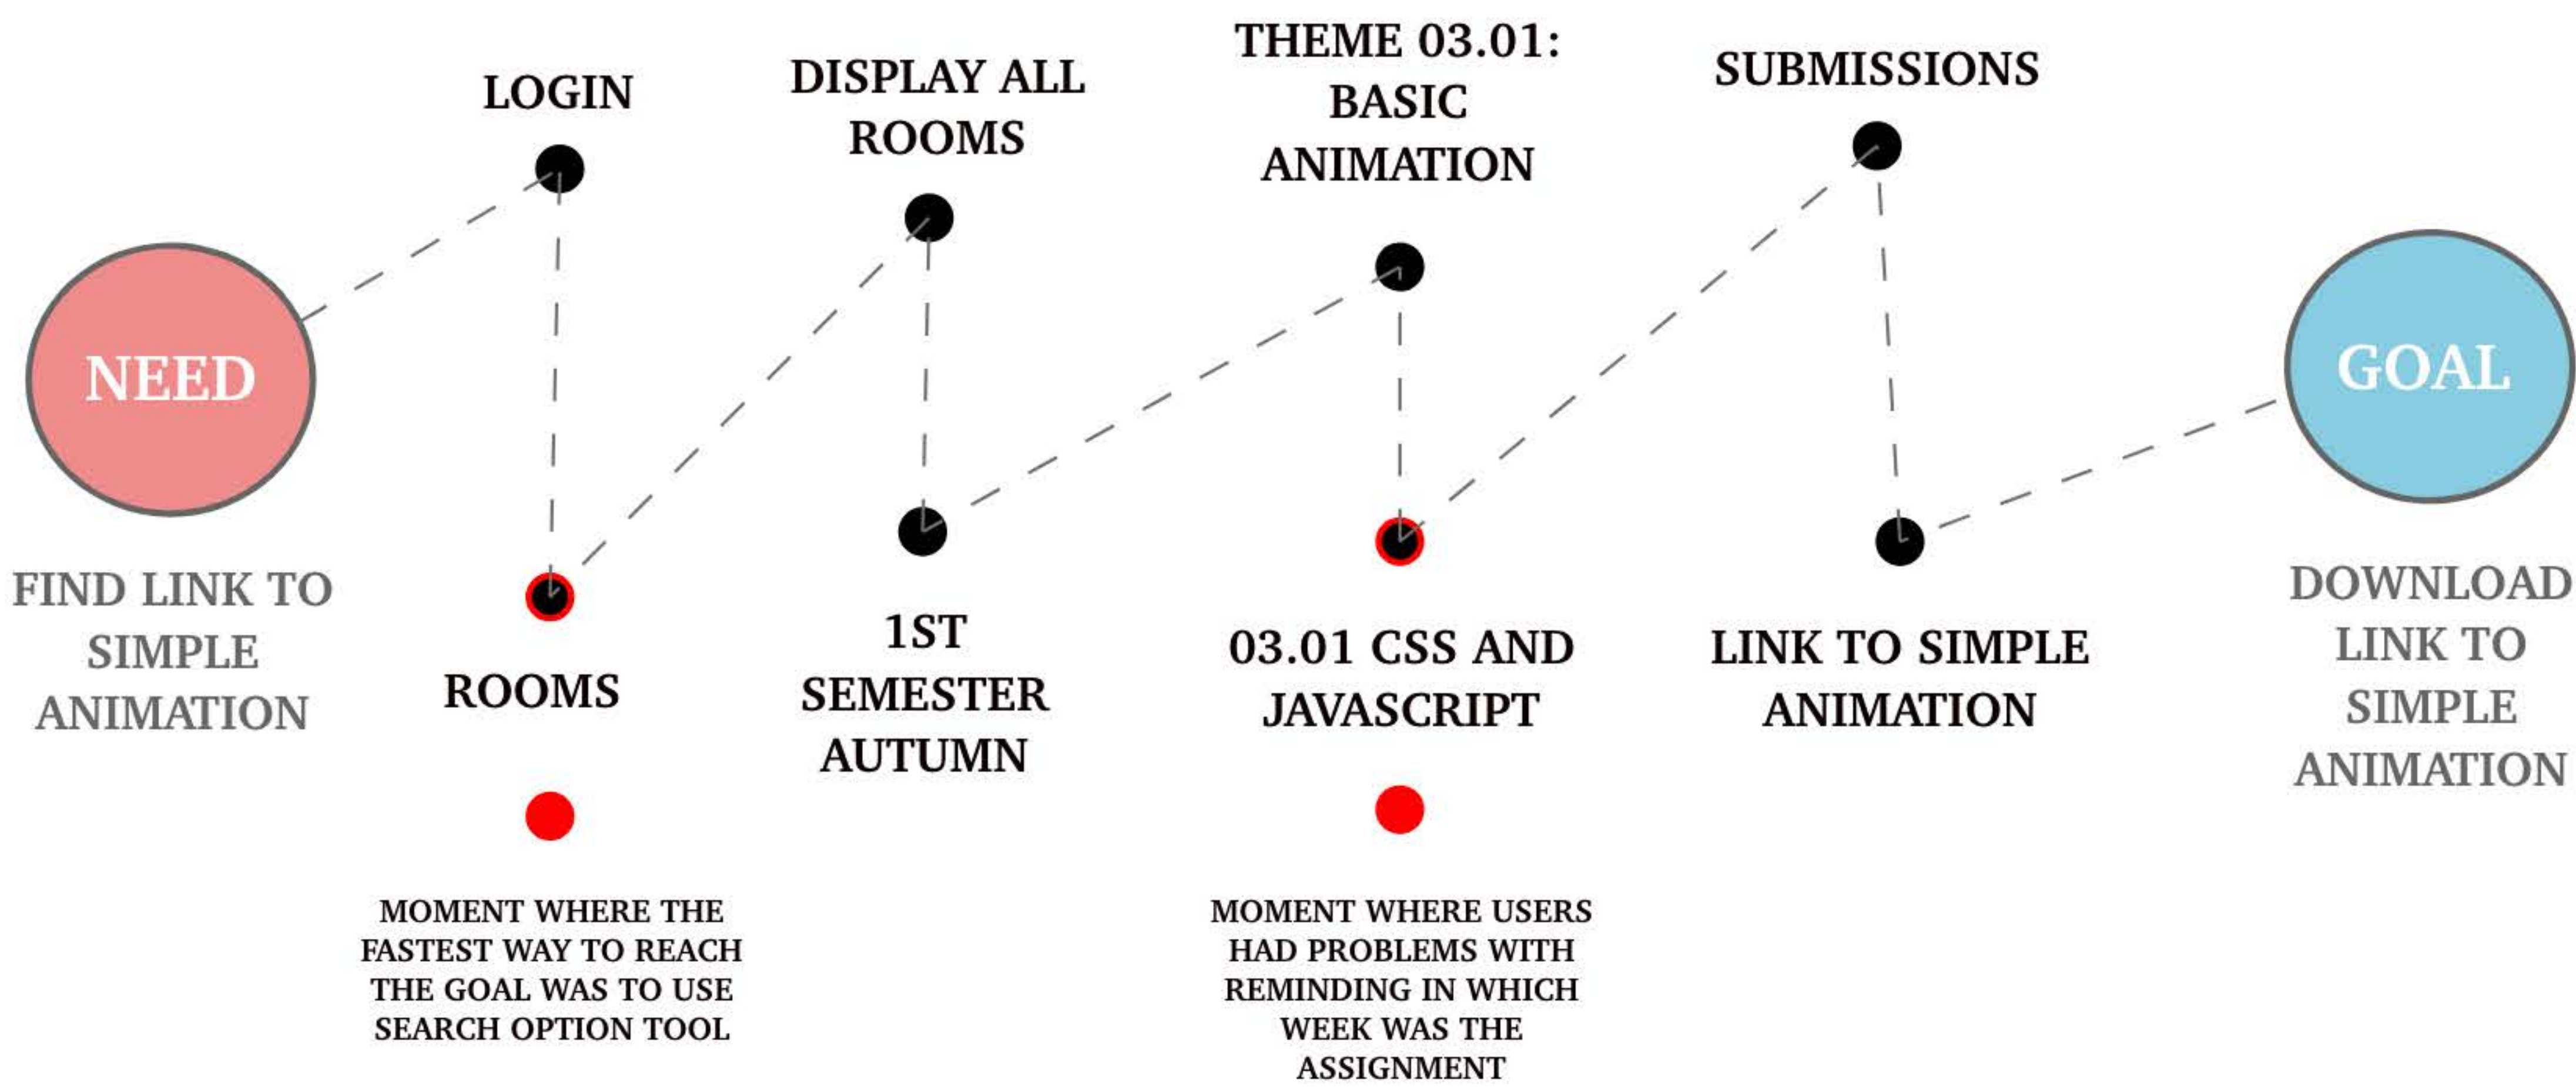 NEED
FIND LINK TO
SIMPLE
ANIMATION
LOGIN
ROOMS
MOMENT WHERE THE
FASTEST WAY TO REACH
THE GOAL WAS TO USE
SEARCH OPTION TOOL
DISPLAY ALL
ROOMS
1ST
SEMESTER
AUTUMN
THEME 03.01:
BASIC
ANIMATION
03.01 CSS AND
JAVASCRIPT
MOMENT WHERE USERS
HAD PROBLEMS WITH
REMINDING IN WHICH
WEEK WAS THE
ASSIGNMENT
SUBMISSIONS
LINK TO SIMPLE
ANIMATION
GOAL
DOWNLOAD
LINK TO
SIMPLE
ANIMATION